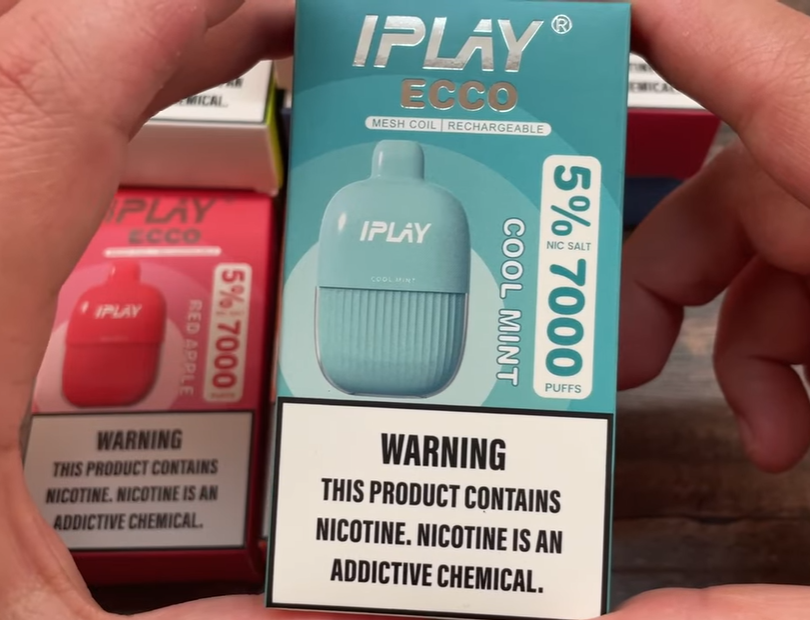 IPLAY®
ECCO
MESH COIL | RECHARGEABLE
IPLAY
COOL MINT
COOL MINT
5%
NIC SALT
7000
PUFFS
WARNING
THIS PRODUCT CONTAINS
NICOTINE. NICOTINE IS AN
ADDICTIVE CHEMICAL.
EMICAL.
IPLAY
ECCO
IPLAY
RED APPLE
5%
7000
WARNING
THIS PRODUCT CONTAINS
NICOTINE. NICOTINE IS AN
ADDICTIVE CHEMICAL.